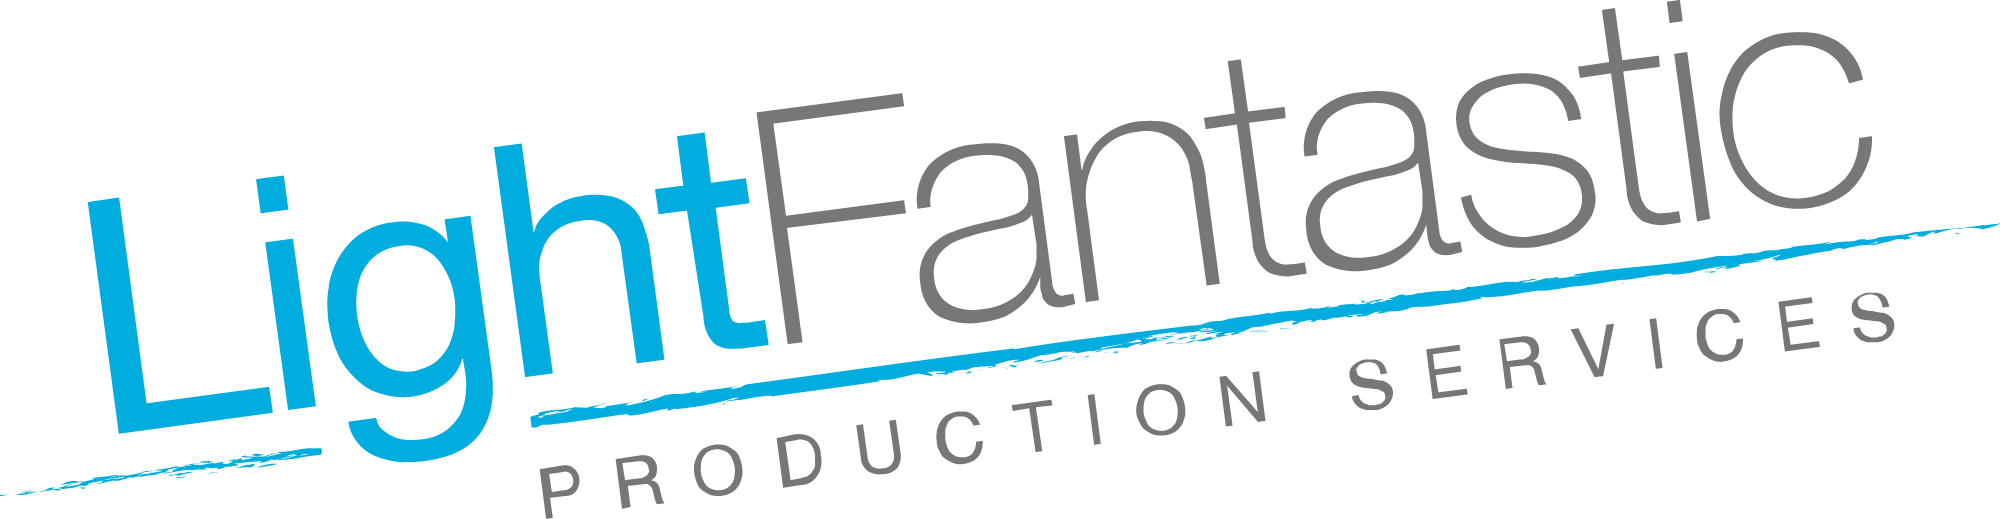 LightFantastic
PRODUCTION SERVICES